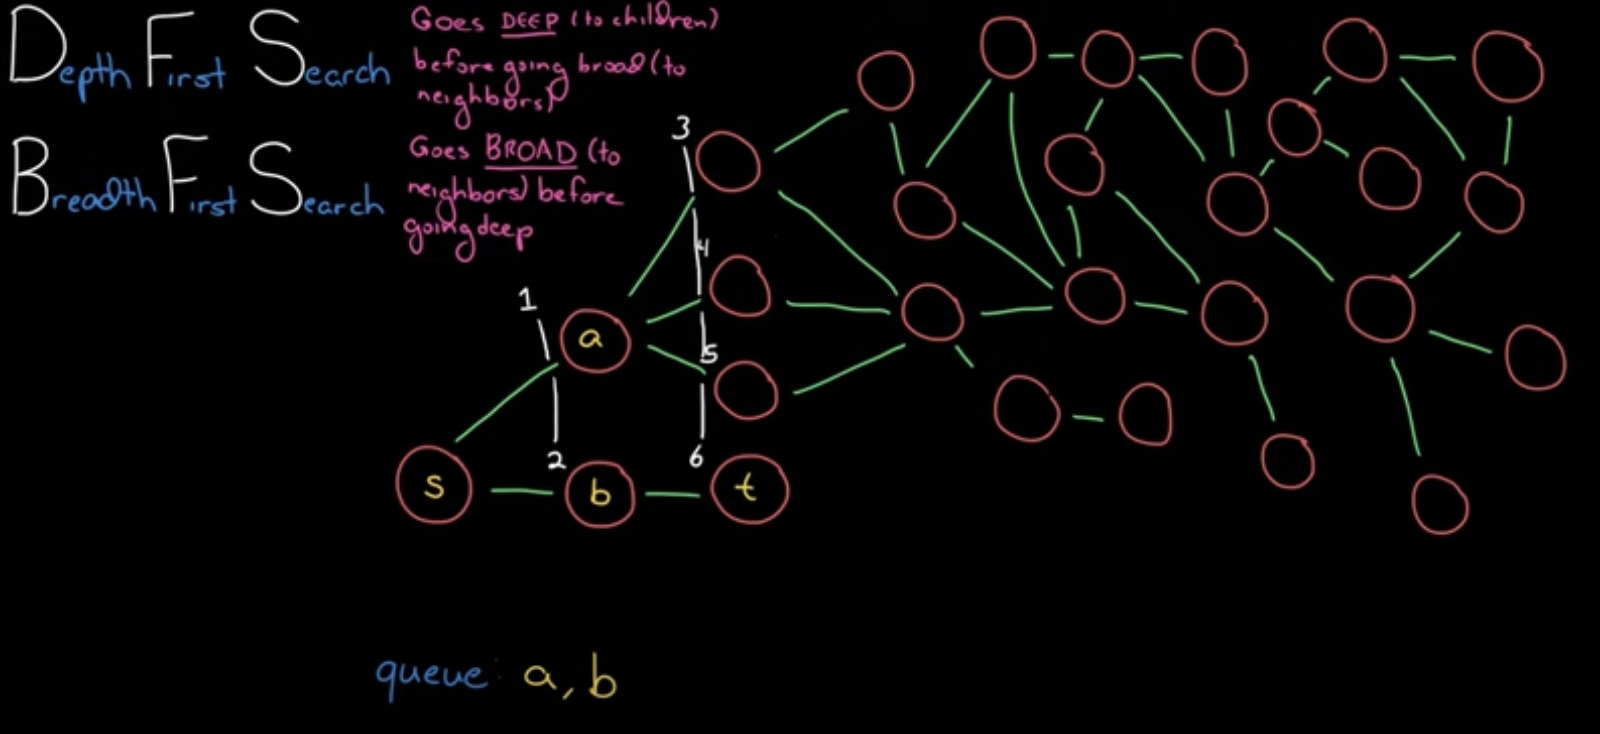 Depth First Search
Goes DEEP (to children)
before going broad (to
neighbors)
Breadth First Search
Goes BROAD (to
neighbors) before
going deep
3
4
1
a
5
2
6
s
b
t
queue: a, b